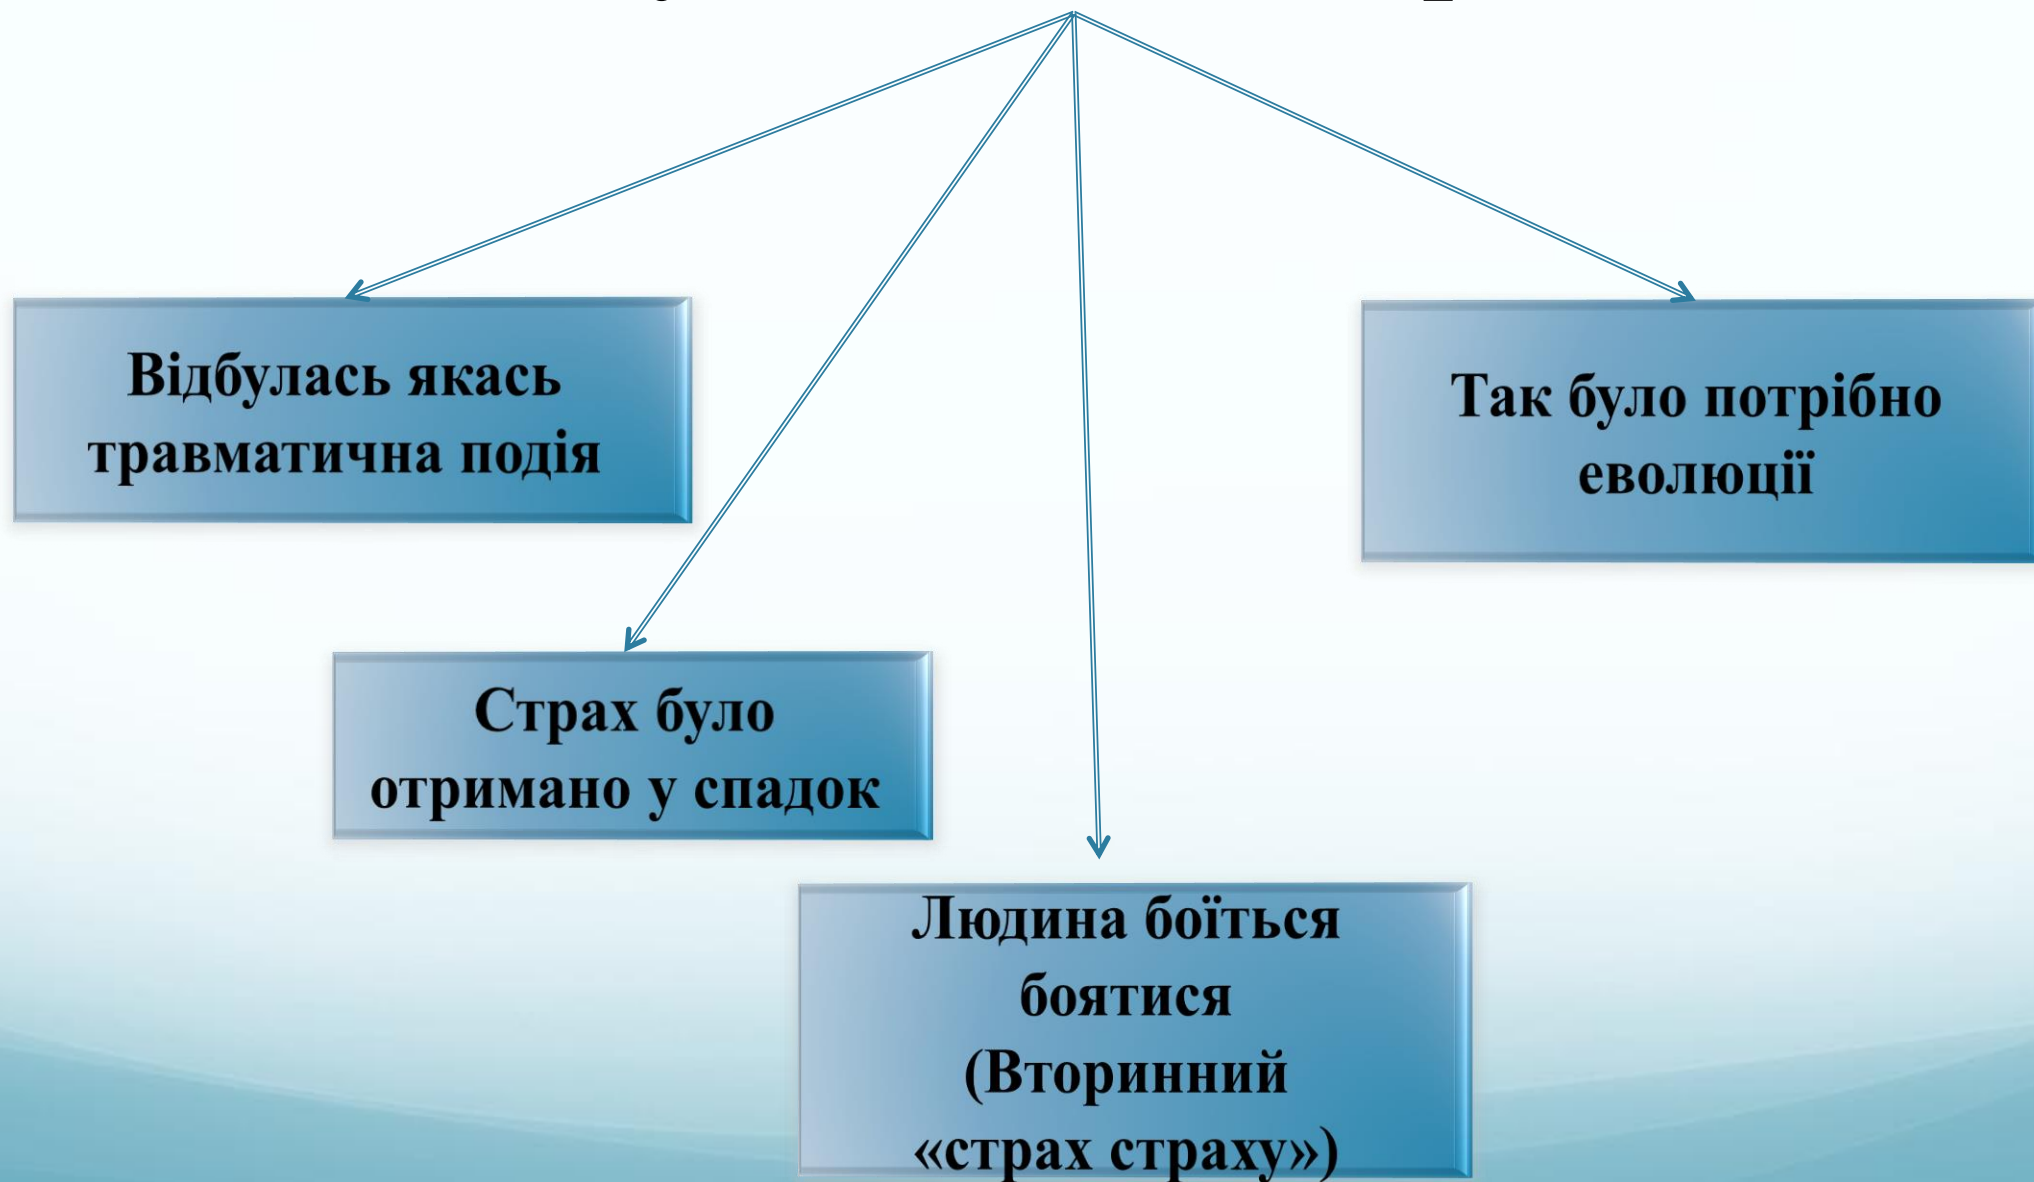 Відбулась якась
травматична подія
Так було потрібно
еволюції
Страх було
отримано у спадок
Людина боїться
боятися
(Вторинний
«страх страху»)